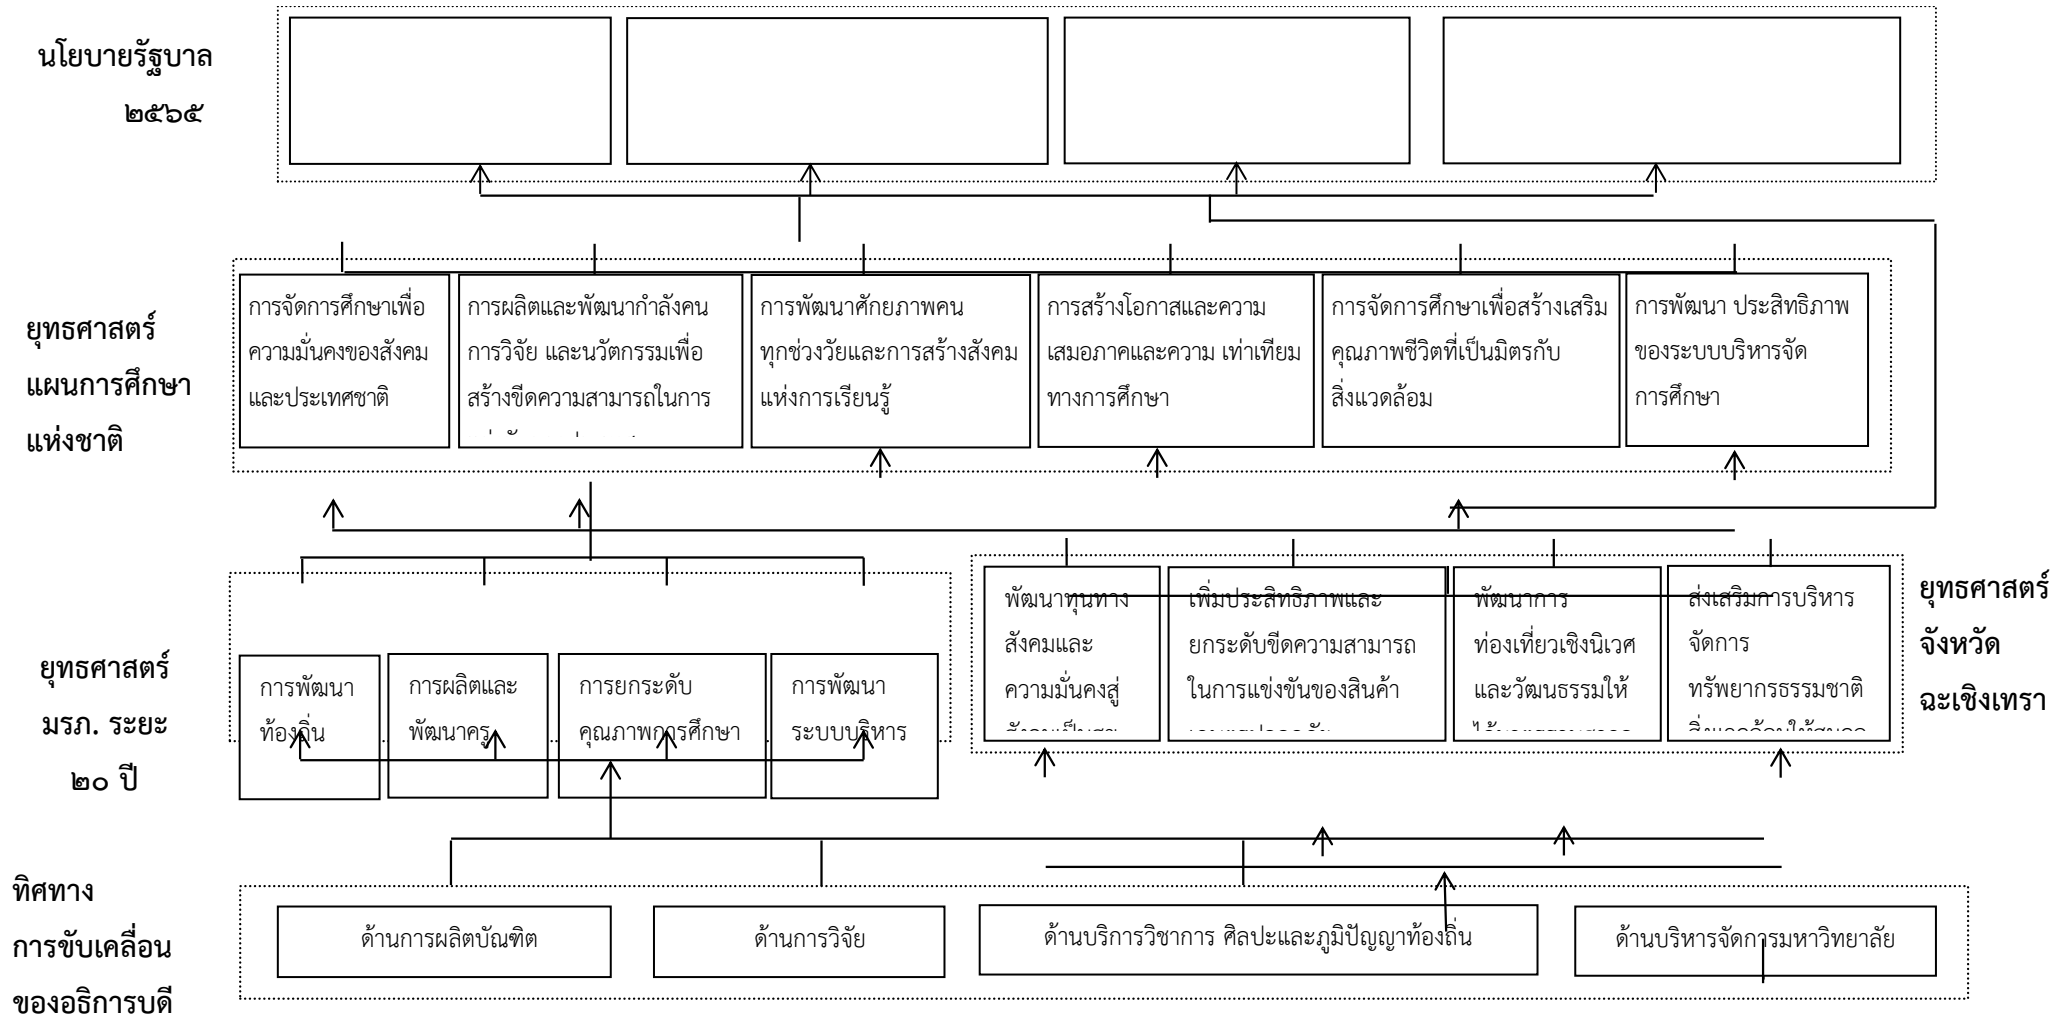 นโยบายรัฐบาล
๒๕๖๕
ยุทธศาสตร์
แผนการศึกษา
แห่งชาติ
การจัดการศึกษาเพื่อ
ความมั่นคงของสังคม
และประเทศชาติ
การผลิตและพัฒนากำลังคน
การวิจัย และนวัตกรรมเพื่อ
สร้างขีดความสามารถในการ
การพัฒนาศักยภาพคน
ทุกช่วงวัยและการสร้างสังคม
แห่งการเรียนรู้
การสร้างโอกาสและความ
เสมอภาคและความ เท่าเทียม
ทางการศึกษา
การจัดการศึกษาเพื่อสร้างเสริม
คุณภาพชีวิตที่เป็นมิตรกับ
สิ่งแวดล้อม
การพัฒนา ประสิทธิภาพ
ของระบบบริหารจัด
การศึกษา
ยุทธศาสตร์
มรภ. ระยะ
๒๐ ปี
การพัฒนา
ท้องถิ่น
การผลิตและ
พัฒนาครู
การยกระดับ
คุณภาพการศึกษา
การพัฒนา
ระบบบริหาร
พัฒนาทุนทาง
สังคมและ
ความมั่นคงสู่
เพิ่มประสิทธิภาพและ
ยกระดับขีดความสามารถ
ในการแข่งขันของสินค้า
พัฒนาการ
ท่องเที่ยวเชิงนิเวศ
และวัฒนธรรมให้
ส่งเสริมการบริหาร
จัดการ
ทรัพยากรธรรมชาติ
ยุทธศาสตร์
จังหวัด
ฉะเชิงเทรา
ทิศทาง
การขับเคลื่อน
ของอธิการบดี
ด้านการผลิตบัณฑิต
ด้านการวิจัย
ด้านบริการวิชาการ ศิลปะและภูมิปัญญาท้องถิ่น
ด้านบริหารจัดการมหาวิทยาลัย